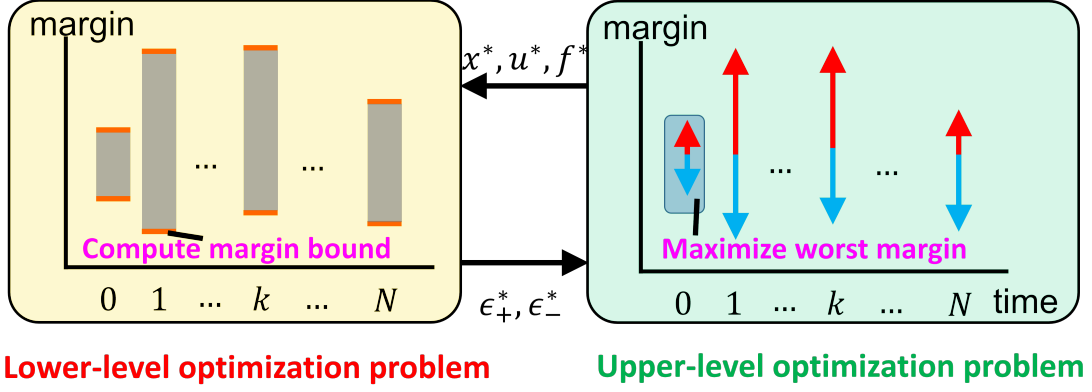 margin
Compute margin bound
0 1 ... k ... N
... ...
x*, u*, f*
ϵ₊*, ϵ₋*
margin
... ...
Maximize worst margin
0 1 ... k ... N time
Lower-level optimization problem
Upper-level optimization problem